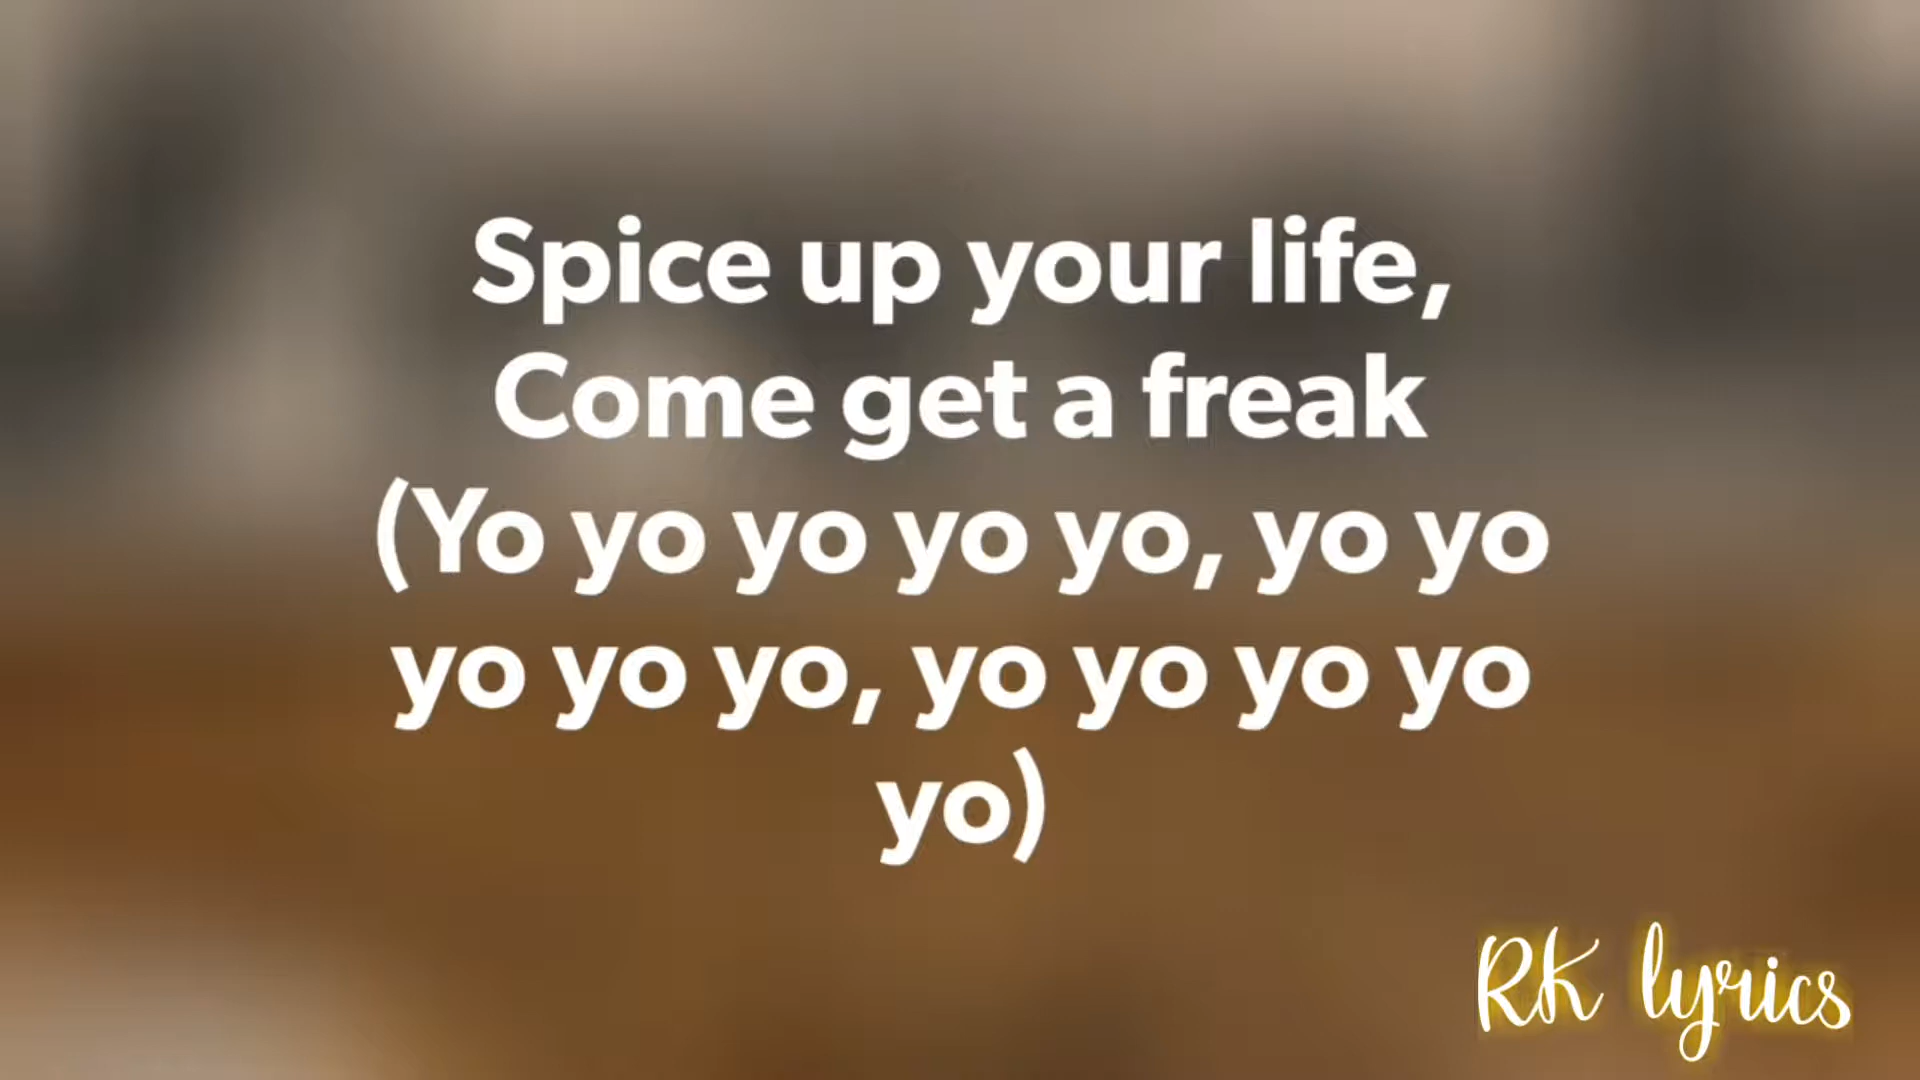 Spice up your life,
Come get a freak
(Yo yo yo yo yo, yo yo
yo yo yo, yo yo yo yo
yo)
RK lyrics